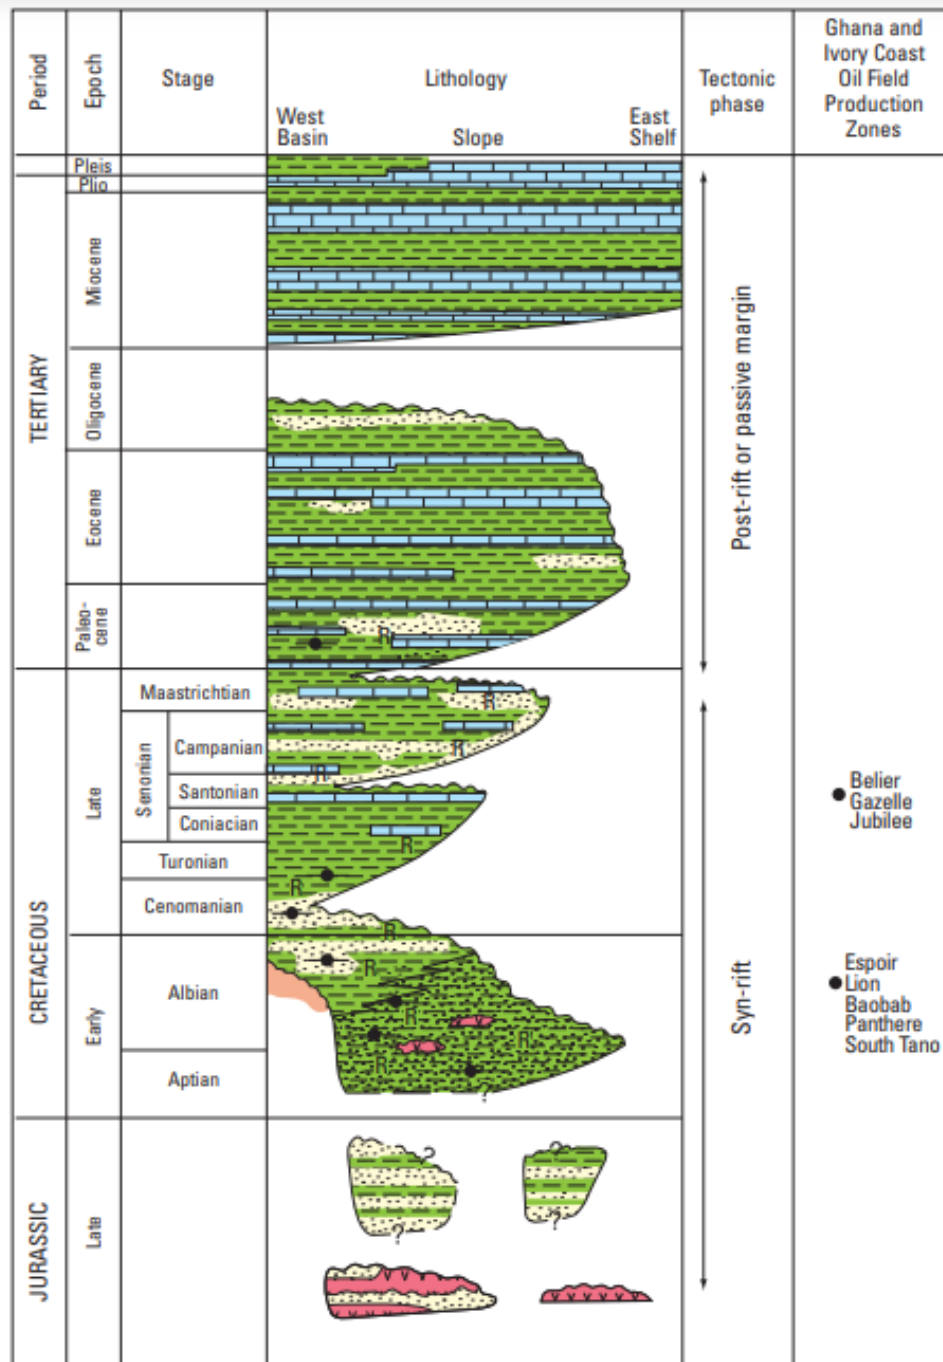 Period
Epoch
Stage
Lithology
West
Basin
Slope
East
Shelf
Tectonic
phase
Ghana and
Ivory Coast
Oil Field
Production
Zones
TERTIARY
Pleis
Plio
Miocene
Oligocene
Eocene
Paleo-
cene
R
Post-rift or passive margin
CRETACEOUS
Late
Maastrichtian
R
Senonian
Campanian
R
R
Santonian
Coniacian
R
Turonian
R
Cenomanian
R
Belier
Gazelle
Jubilee
Early
Albian
R
R
R
Aptian
R
?
Syn-rift
Espoir
Lion
Baobab
Panthere
South Tano
JURASSIC
Late
?
?
?
?
V V V V V
V V V V
V V V V V V